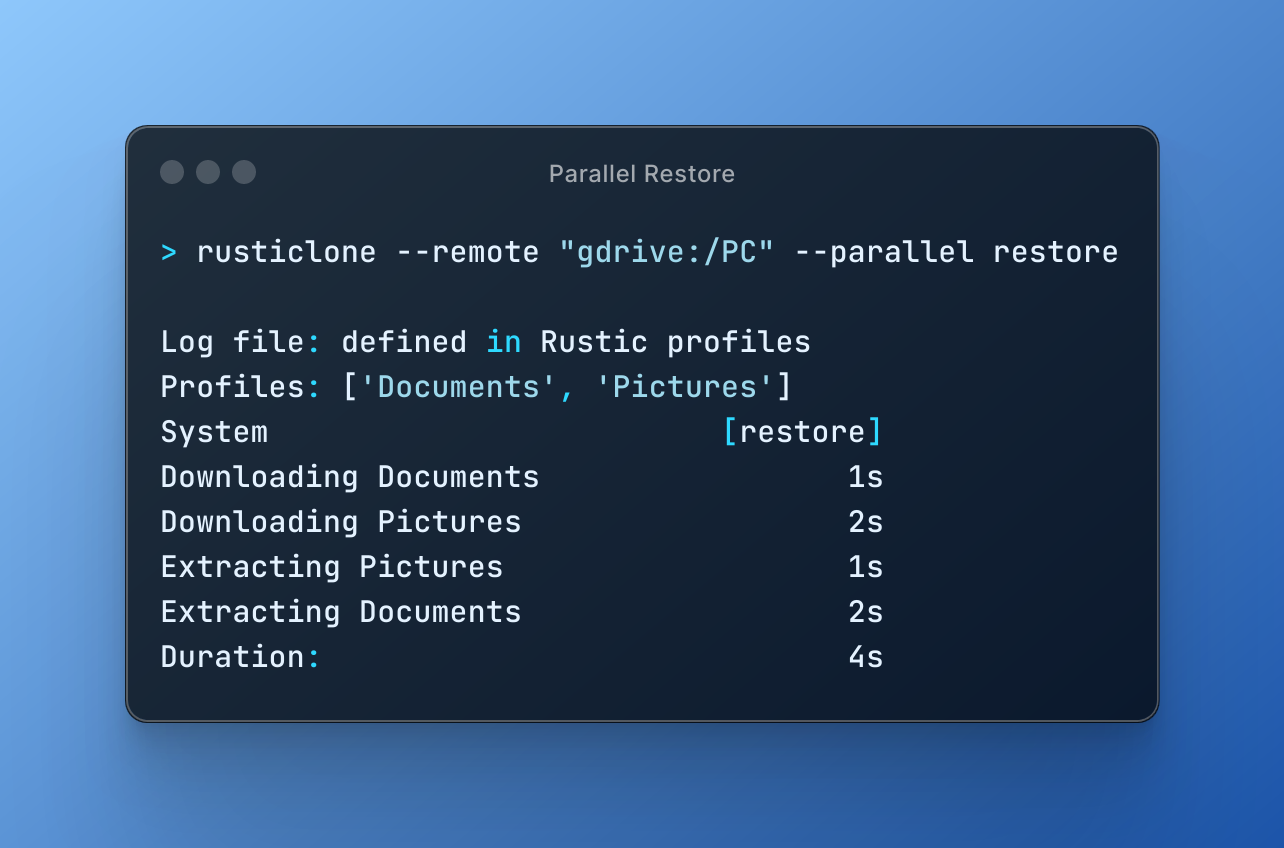 Parallel Restore
> rusticlone --remote "gdrive:/PC" --parallel restore
Log file: defined in Rustic profiles
Profiles: ['Documents', 'Pictures']
System [restore]
Downloading Documents 1s
Downloading Pictures 2s
Extracting Pictures 1s
Extracting Documents 2s
Duration: 4s